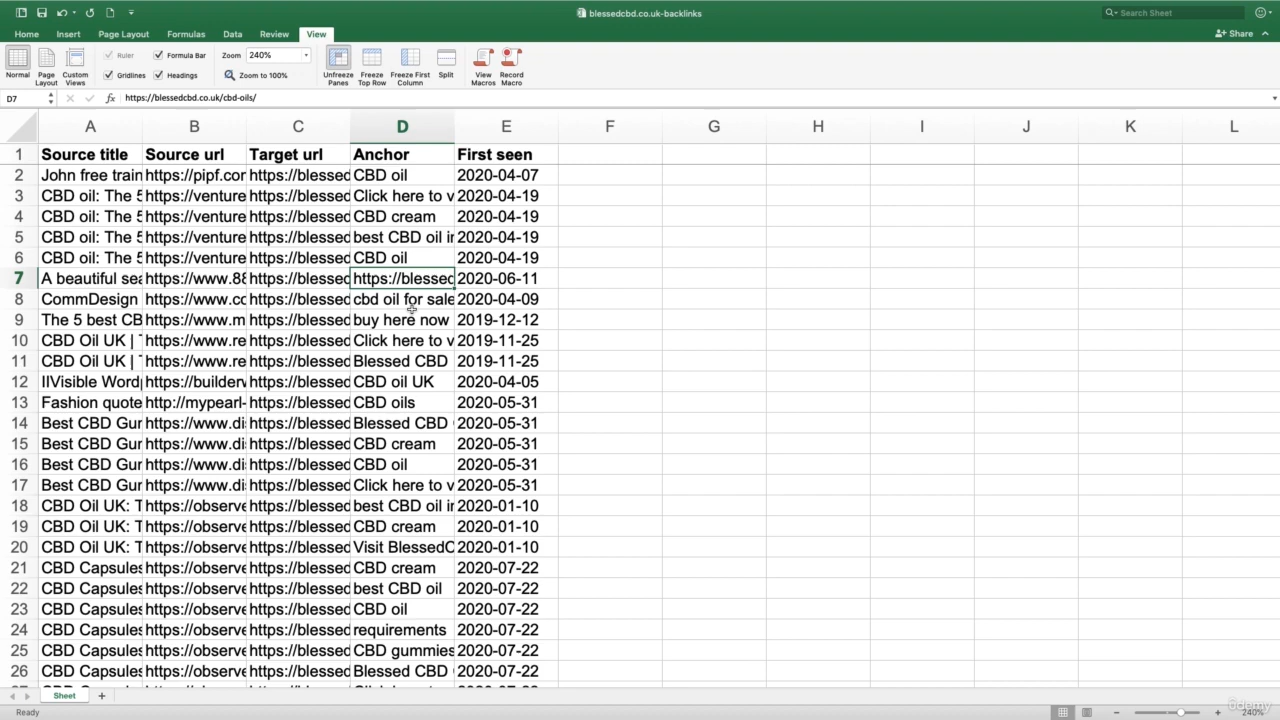 blessedcbd.co.uk-backlinks
Search Sheet
Home Insert Page Layout Formulas Data Review View
Share
Normal Page Layout Custom Views
Ruler Formula Bar Gridlines Headings
Zoom 240% Zoom to 100%
Unfreeze Panes Freeze Top Row Freeze First Column Split View Macros Record Macro
D7 fx https://blessedcbd.co.uk/cbd-oils/
A B C D E F G H I J K L
1 Source title Source url Target url Anchor First seen
2 John free train https://pipf.cor https://blessed CBD oil 2020-04-07
3 CBD oil: The 5 https://venture https://blessed Click here to v 2020-04-19
4 CBD oil: The 5 https://venture https://blessed CBD cream 2020-04-19
5 CBD oil: The 5 https://venture https://blessed best CBD oil in 2020-04-19
6 CBD oil: The 5 https://venture https://blessed CBD oil 2020-04-19
7 A beautiful sea https://www.88 https://blessed https://blessed 2020-06-11
8 CommDesign https://www.co https://blessed cbd oil for sale 2020-04-09
9 The 5 best CB https://www.m https://blessed buy here now 2019-12-12
10 CBD Oil UK | T https://www.re https://blessed Click here to v 2019-11-25
11 CBD Oil UK | T https://www.re https://blessed Blessed CBD 2019-11-25
12 IIVisible Wordp https://builderw https://blessed CBD oil UK 2020-04-05
13 Fashion quote http://mypearl- https://blessed CBD oils 2020-05-31
14 Best CBD Gur https://www.di https://blessed Blessed CBD 2020-05-31
15 Best CBD Gur https://www.di https://blessed CBD cream 2020-05-31
16 Best CBD Gur https://www.di https://blessed CBD oil 2020-05-31
17 Best CBD Gur https://www.di https://blessed Click here to v 2020-05-31
18 CBD Oil UK: T https://observe https://blessed best CBD oil in 2020-01-10
19 CBD Oil UK: T https://observe https://blessed CBD cream 2020-01-10
20 CBD Oil UK: T https://observe https://blessed Visit BlessedC 2020-01-10
21 CBD Capsules https://observe https://blessed CBD cream 2020-07-22
22 CBD Capsules https://observe https://blessed best CBD oil 2020-07-22
23 CBD Capsules https://observe https://blessed CBD oil 2020-07-22
24 CBD Capsules https://observe https://blessed requirements 2020-07-22
25 CBD Capsules https://observe https://blessed CBD gummies 2020-07-22
26 CBD Capsules https://observe https://blessed Blessed CBD 2020-07-22
Sheet
Ready 240%
ûdemy